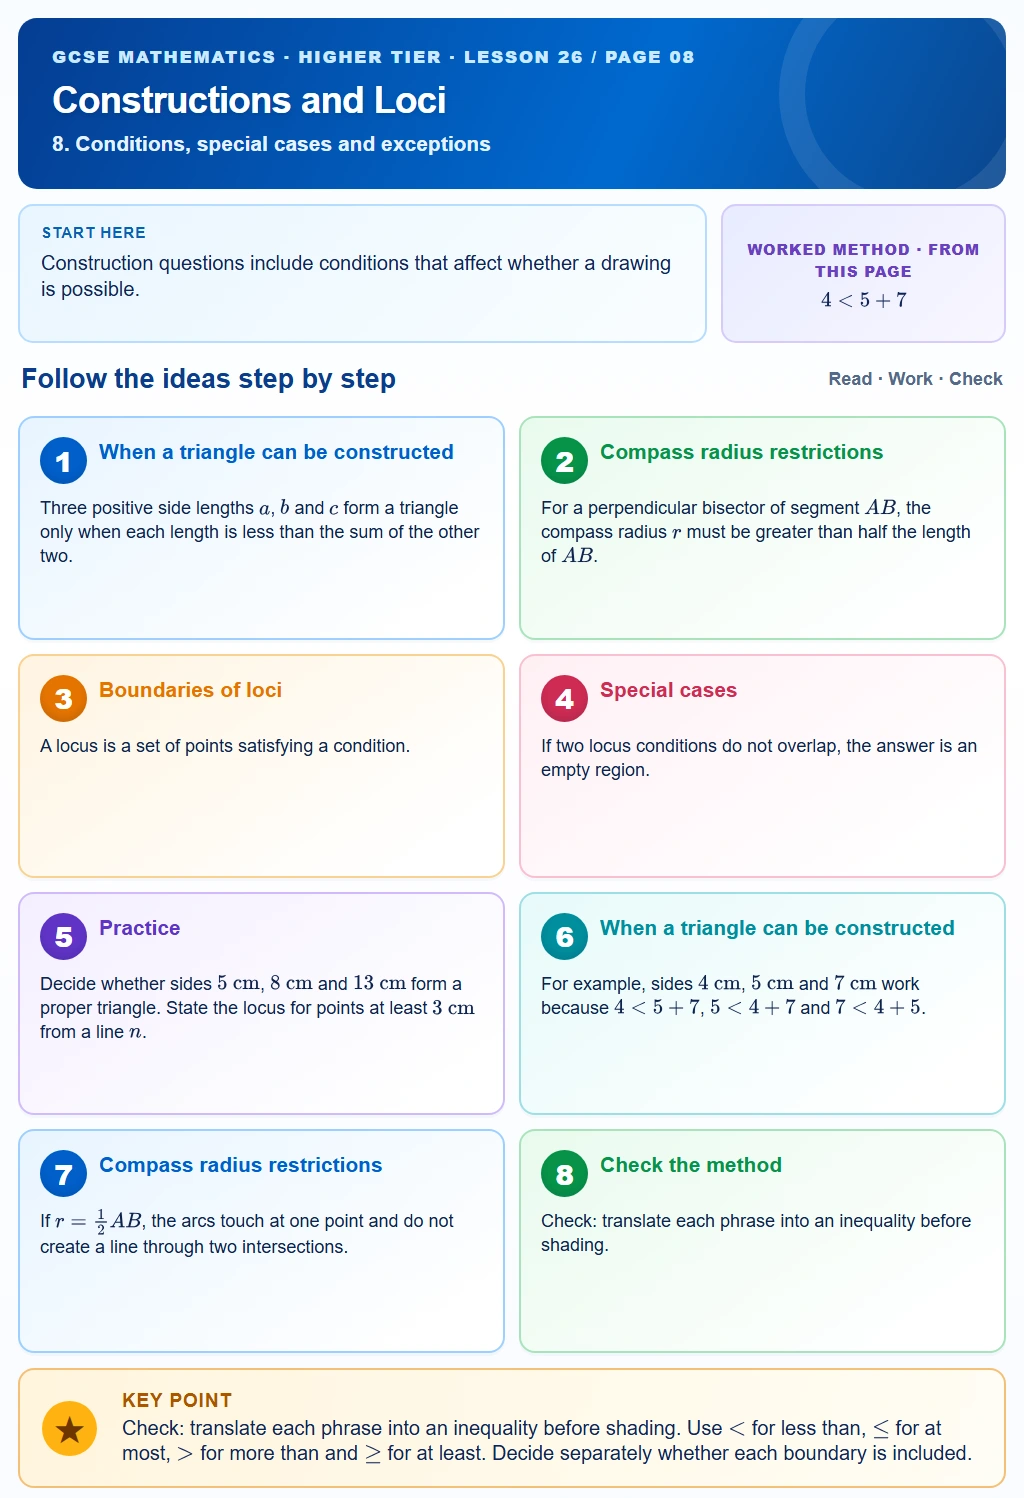 GCSE MATHEMATICS · HIGHER TIER · LESSON 26 / PAGE 08
Constructions and Loci
8. Conditions, special cases and exceptions
START HERE
Construction questions include conditions that affect whether a drawing
is possible.
WORKED METHOD · FROM
THIS PAGE
4 < 5 + 7
Follow the ideas step by step
Read · Work · Check
1
When a triangle can be constructed
Three positive side lengths a, b and c form a triangle
only when each length is less than the sum of the other
two.
2
Compass radius restrictions
For a perpendicular bisector of segment AB, the
compass radius r must be greater than half the length
of AB.
3
Boundaries of loci
A locus is a set of points satisfying a condition.
4
Special cases
If two locus conditions do not overlap, the answer is an
empty region.
5
Practice
Decide whether sides 5 cm, 8 cm and 13 cm form a
proper triangle. State the locus for points at least 3 cm
from a line n.
6
When a triangle can be constructed
For example, sides 4 cm, 5 cm and 7 cm work
because 4 < 5 + 7, 5 < 4 + 7 and 7 < 4 + 5.
7
Compass radius restrictions
If r = 1/2 AB, the arcs touch at one point and do not
create a line through two intersections.
8
Check the method
Check: translate each phrase into an inequality before
shading.
KEY POINT
Check: translate each phrase into an inequality before shading. Use < for less than, ≤ for at
most, > for more than and ≥ for at least. Decide separately whether each boundary is included.